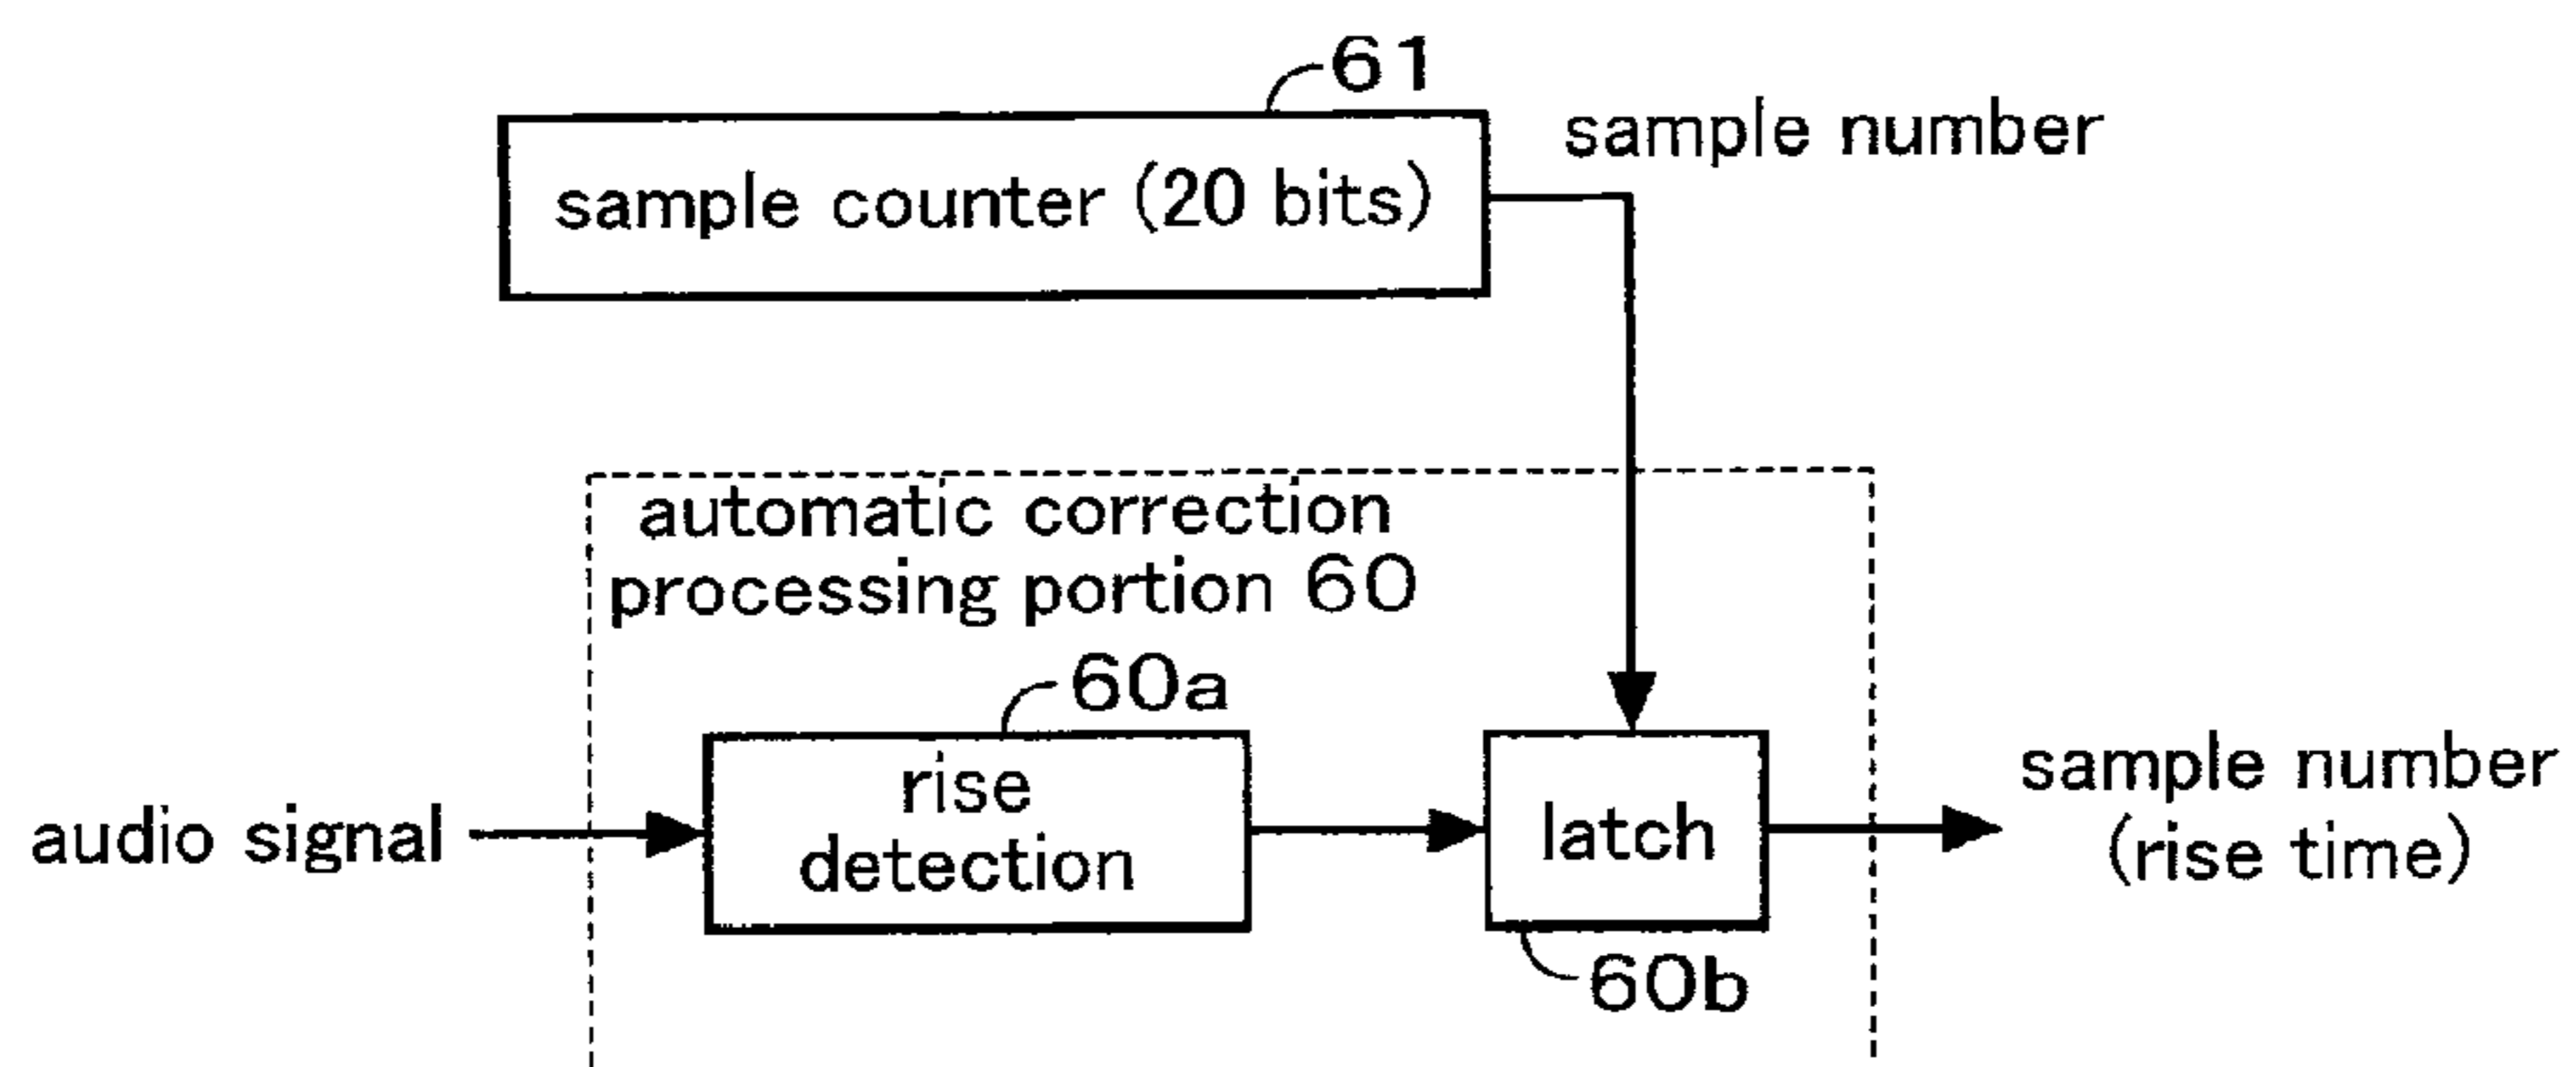 61
sample number
sample counter (20 bits)
automatic correction
processing portion 60
60a
rise
detection
audio signal
latch
sample number
(rise time)
60b